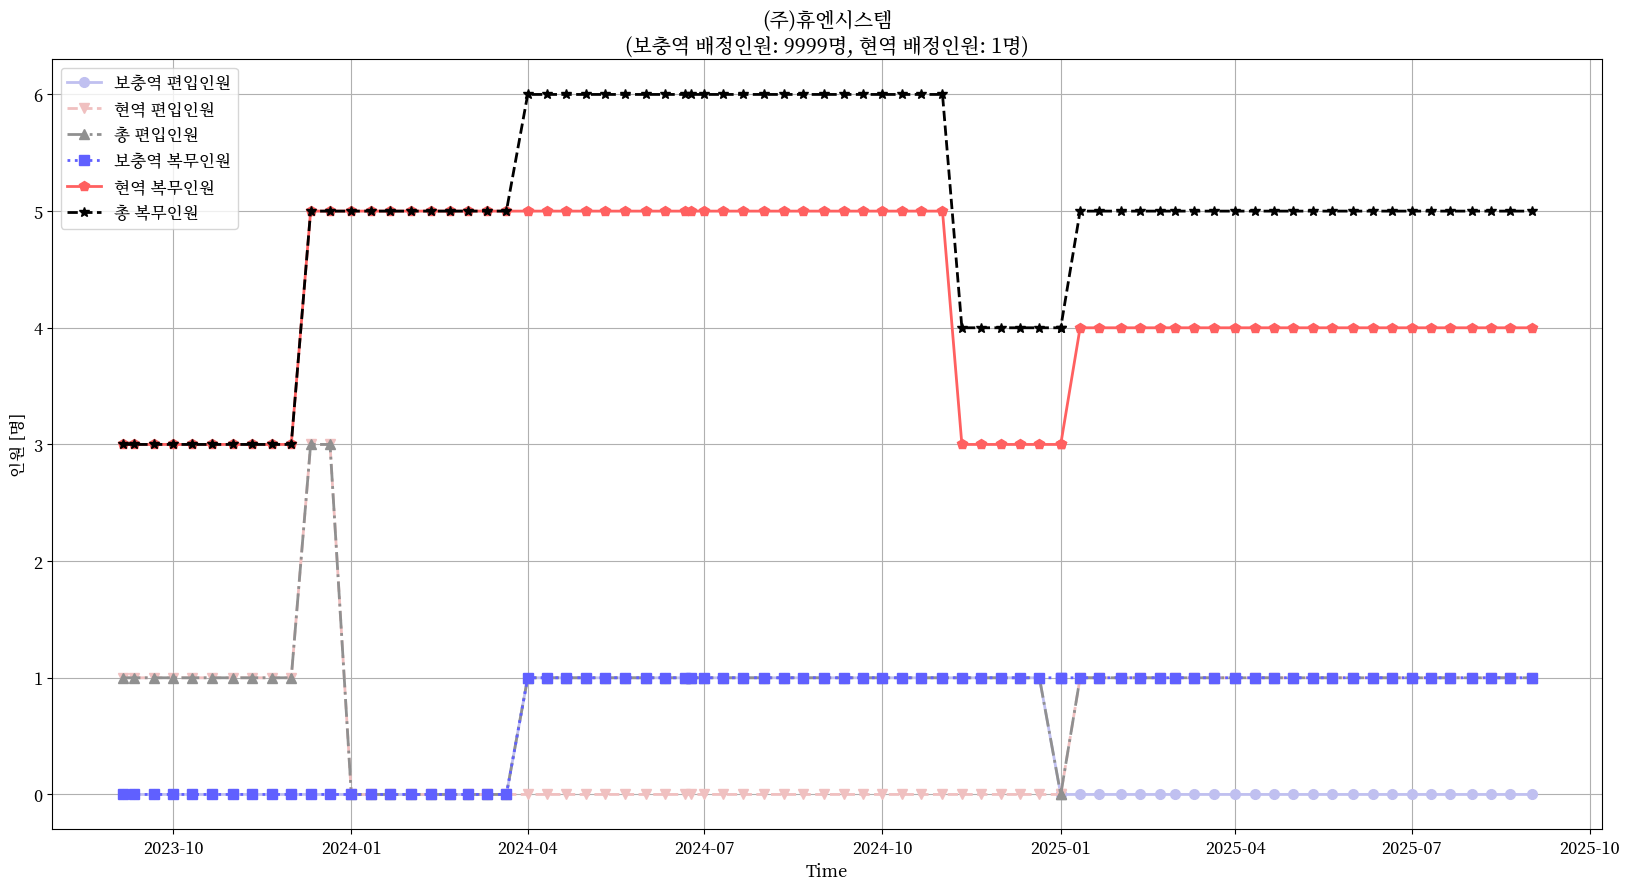 (주)휴엔시스템
(보충역 배정인원: 9999명, 현역 배정인원: 1명)
보충역 편입인원
현역 편입인원
총 편입인원
보충역 복무인원
현역 복무인원
총 복무인원
인원 [명]
6
5
4
3
2
1
0
2023-10
2024-01
2024-04
2024-07
2024-10
2025-01
2025-04
2025-07
2025-10
Time